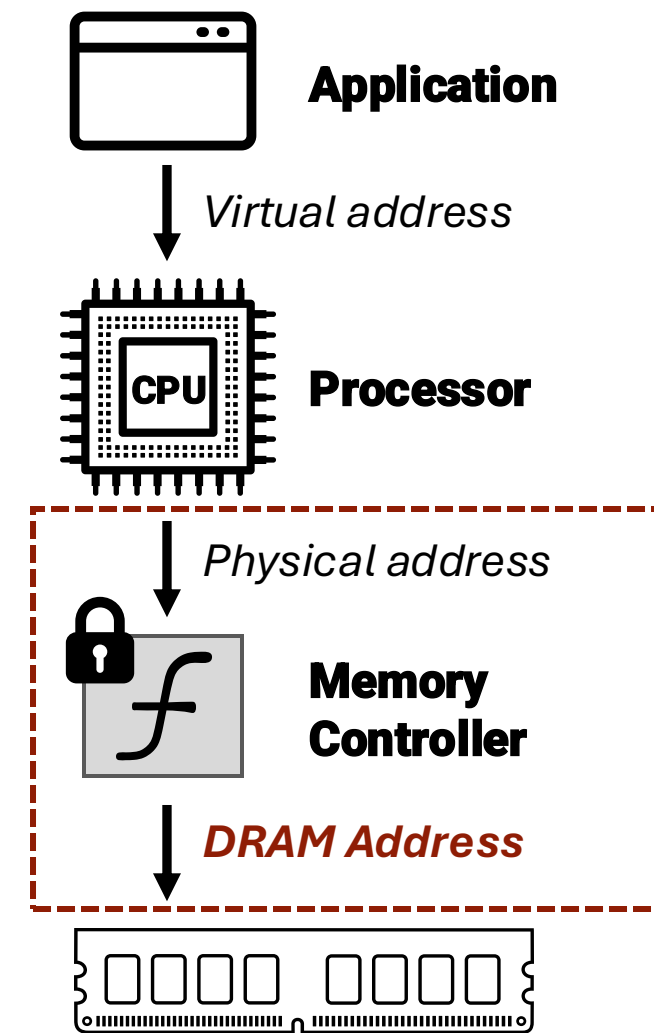 Application
Virtual address
CPU
Processor
Physical address
f
Memory
Controller
DRAM Address